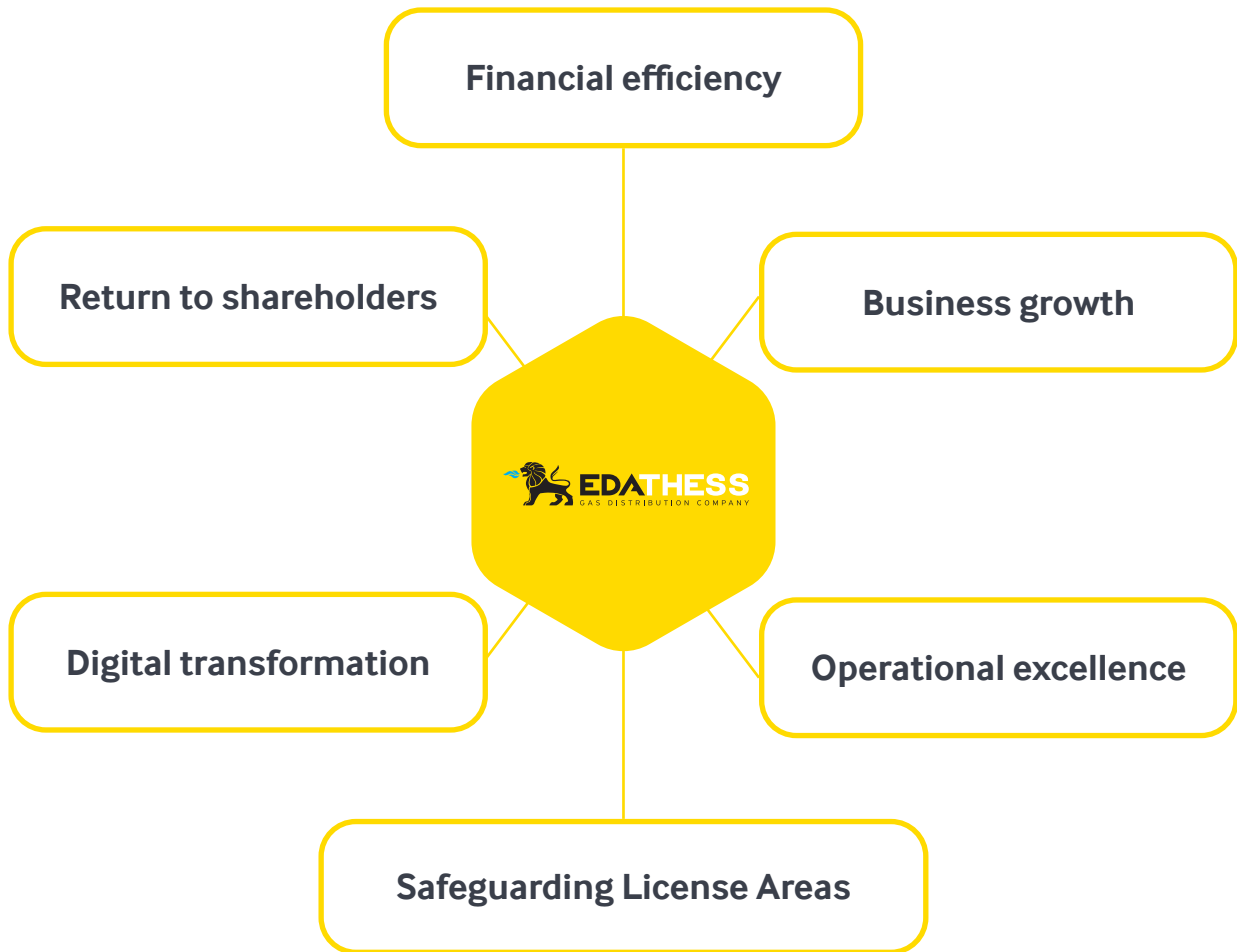 Financial efficiency
Return to shareholders
Business growth
EDATHESS
GAS DISTRIBUTION COMPANY
Digital transformation
Operational excellence
Safeguarding License Areas